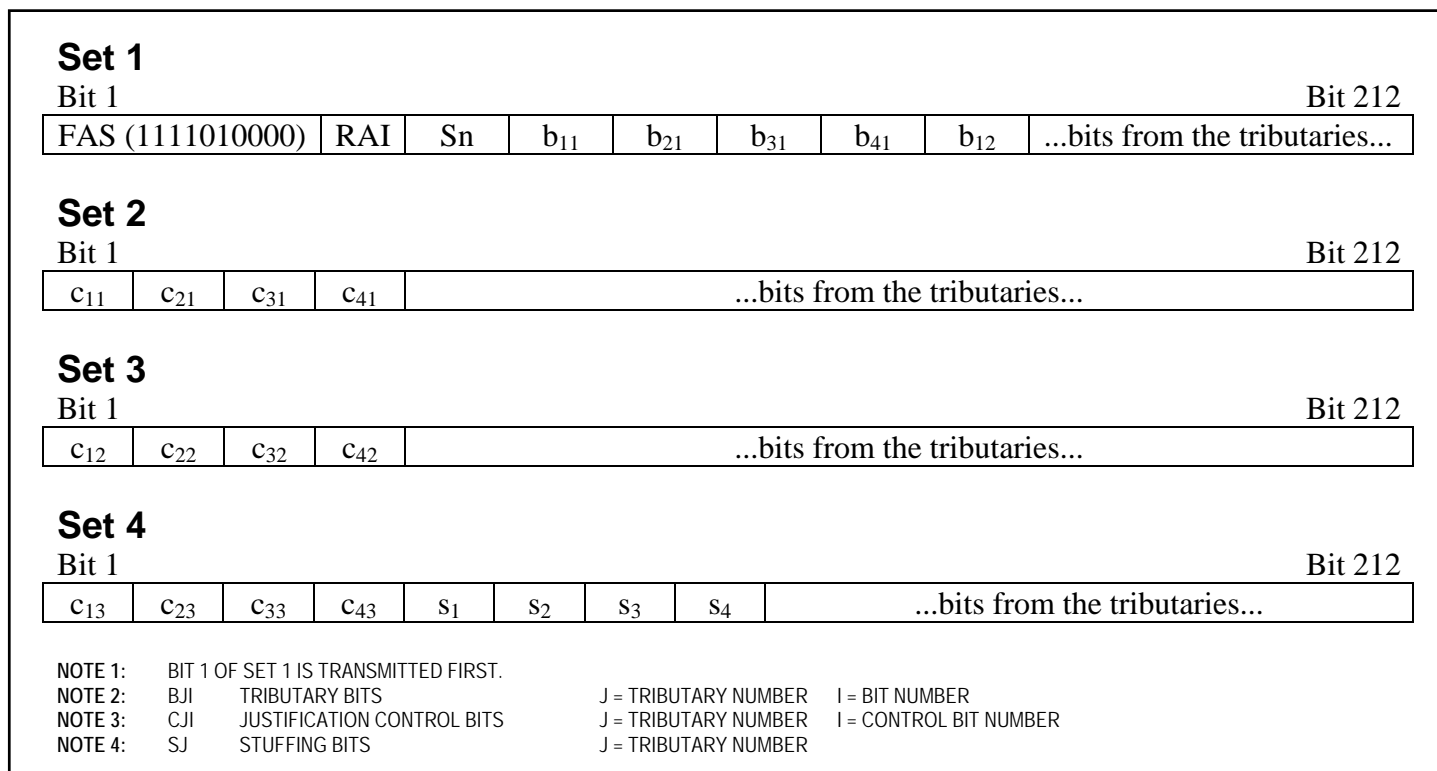 Set 1
Bit 1 Bit 212
FAS (1111010000) RAI Sn b11 b21 b31 b41 b12 ...bits from the tributaries...
Set 2
Bit 1 Bit 212
c11 c21 c31 c41 ...bits from the tributaries...
Set 3
Bit 1 Bit 212
c12 c22 c32 c42 ...bits from the tributaries...
Set 4
Bit 1 Bit 212
c13 c23 c33 c43 s1 s2 s3 s4 ...bits from the tributaries...
NOTE 1: BIT 1 OF SET 1 IS TRANSMITTED FIRST.
NOTE 2: BJI TRIBUTARY BITS J = TRIBUTARY NUMBER I = BIT NUMBER
NOTE 3: CJI JUSTIFICATION CONTROL BITS J = TRIBUTARY NUMBER I = CONTROL BIT NUMBER
NOTE 4: SJ STUFFING BITS J = TRIBUTARY NUMBER